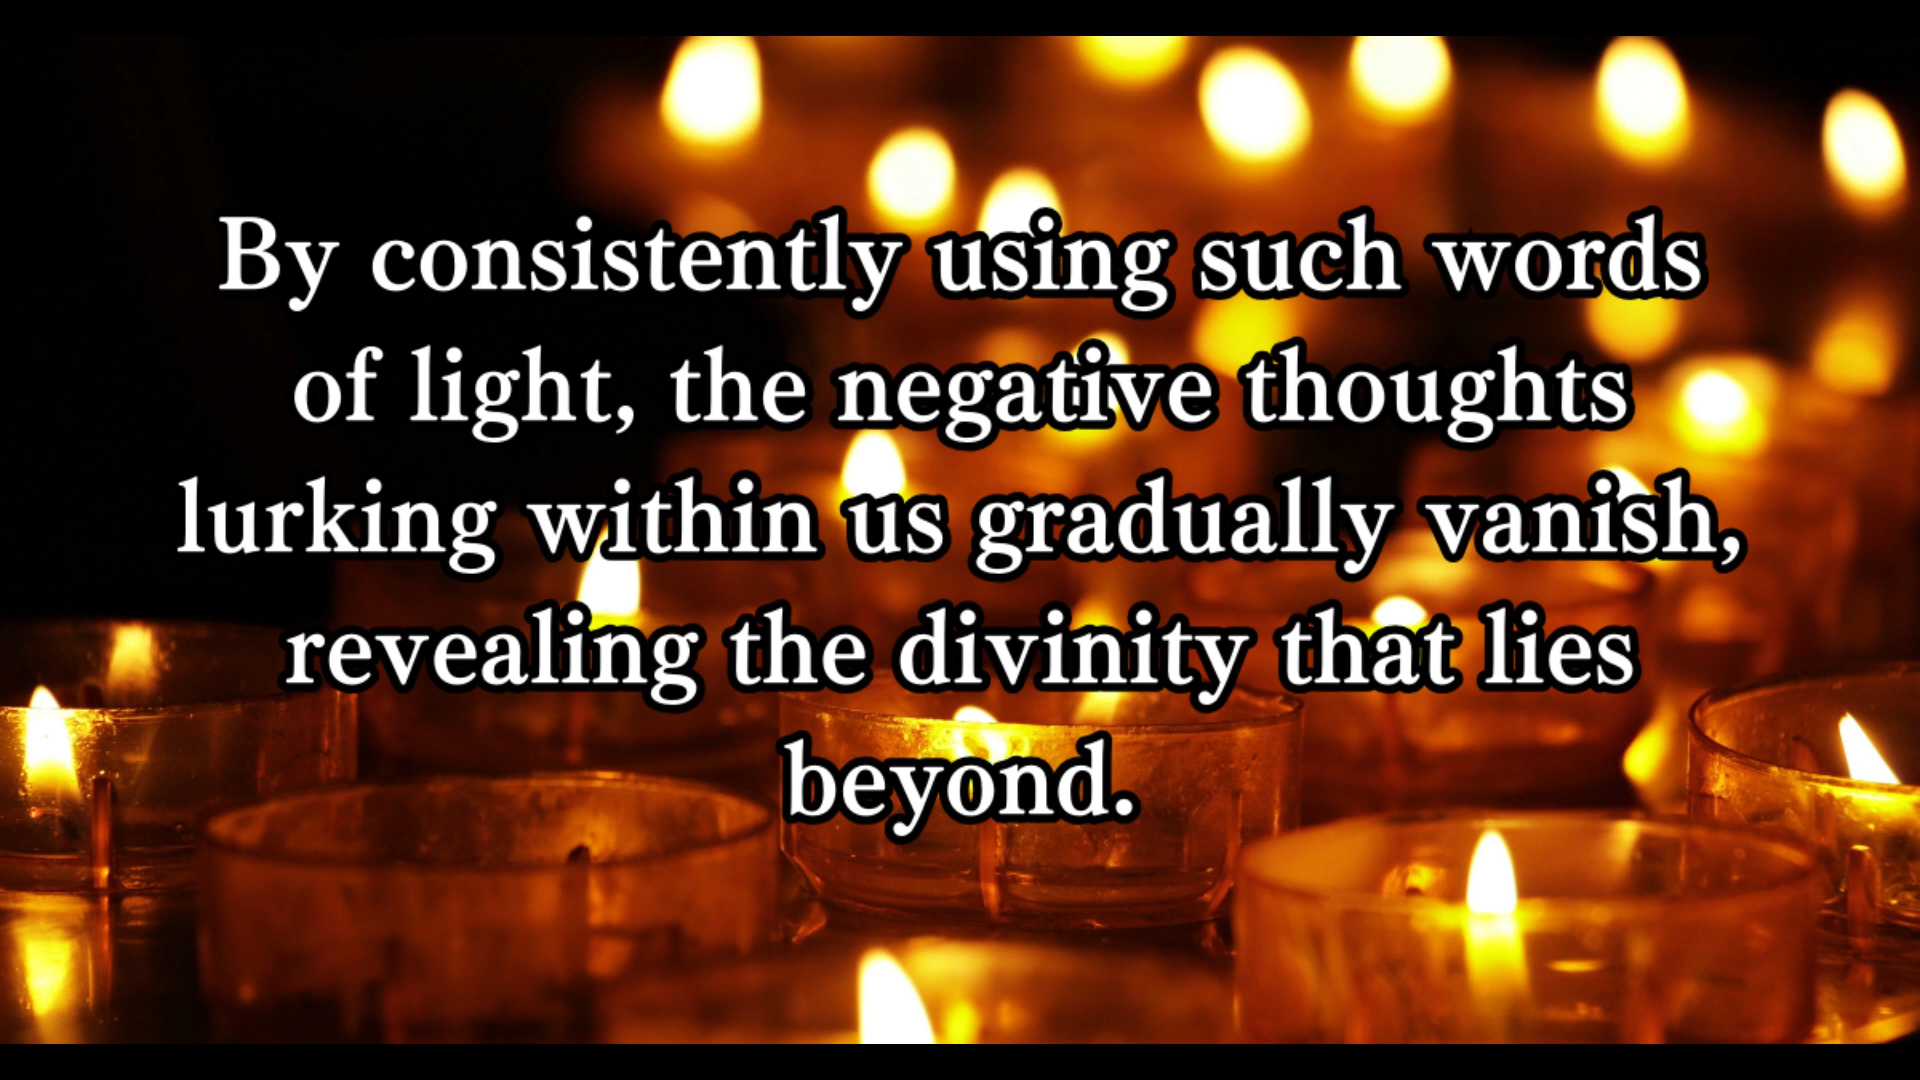 By consistently using such words
of light, the negative thoughts
lurking within us gradually vanish,
revealing the divinity that lies
beyond.